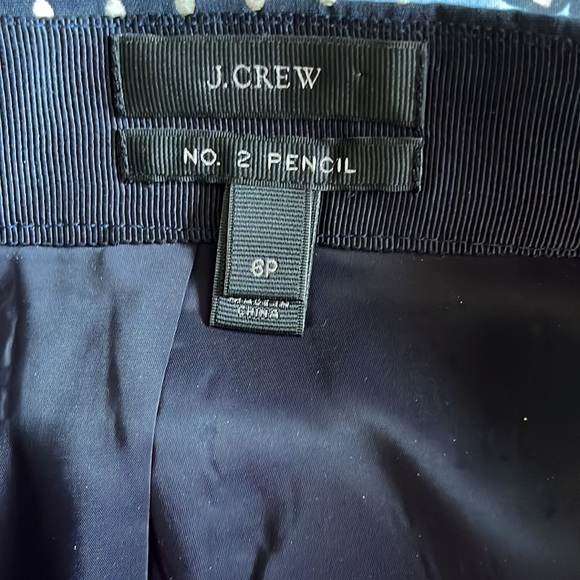 J.CREW
NO. 2 PENCIL
6P
MADE IN
CHINA